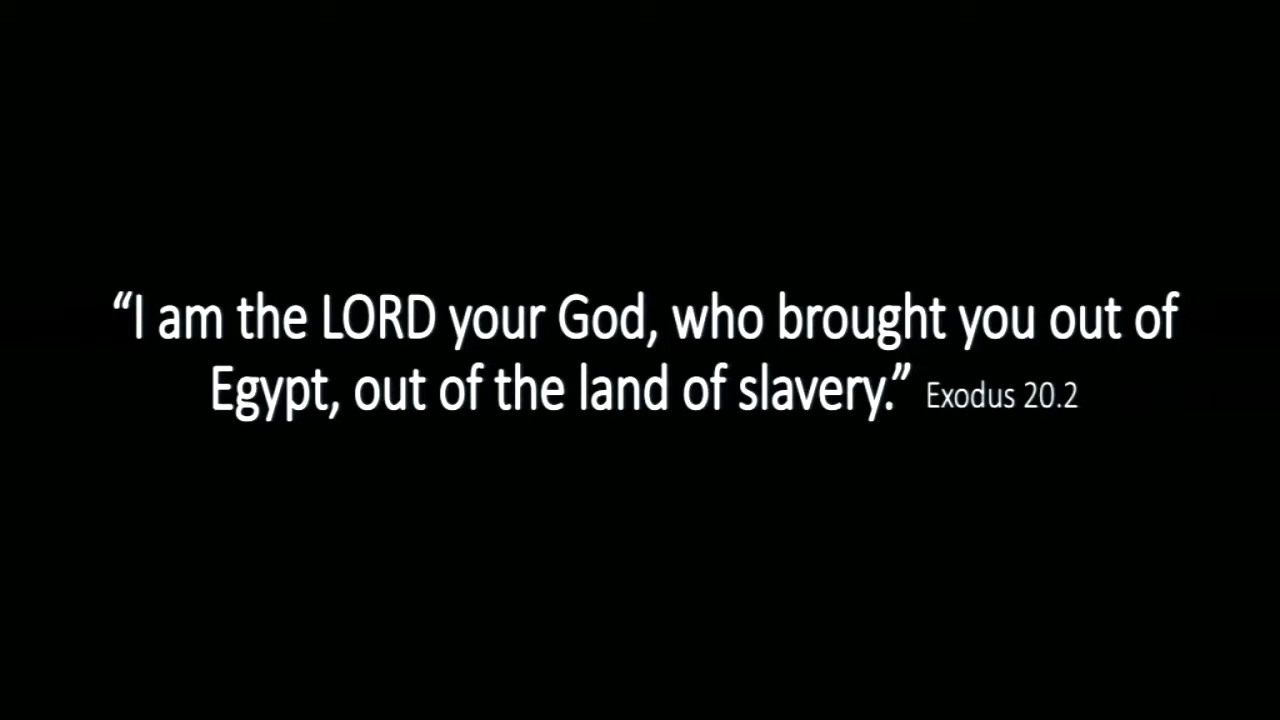 “I am the LORD your God, who brought you out of
Egypt, out of the land of slavery.” Exodus 20.2